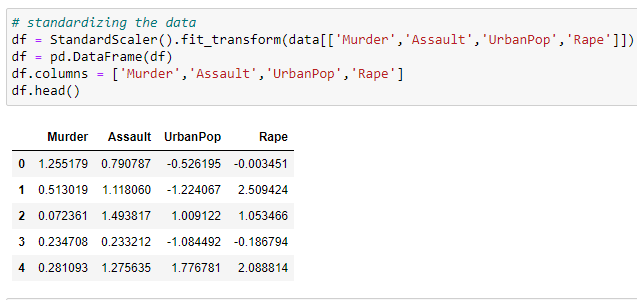 # standardizing the data
df = StandardScaler().fit_transform(data[['Murder','Assault','UrbanPop','Rape']])
df = pd.DataFrame(df)
df.columns = ['Murder','Assault','UrbanPop','Rape']
df.head()
Murder Assault UrbanPop Rape
0 1.255179 0.790787 -0.526195 -0.003451
1 0.513019 1.118060 -1.224067 2.509424
2 0.072361 1.493817 1.009122 1.053466
3 0.234708 0.233212 -1.084492 -0.186794
4 0.281093 1.275635 1.776781 2.088814